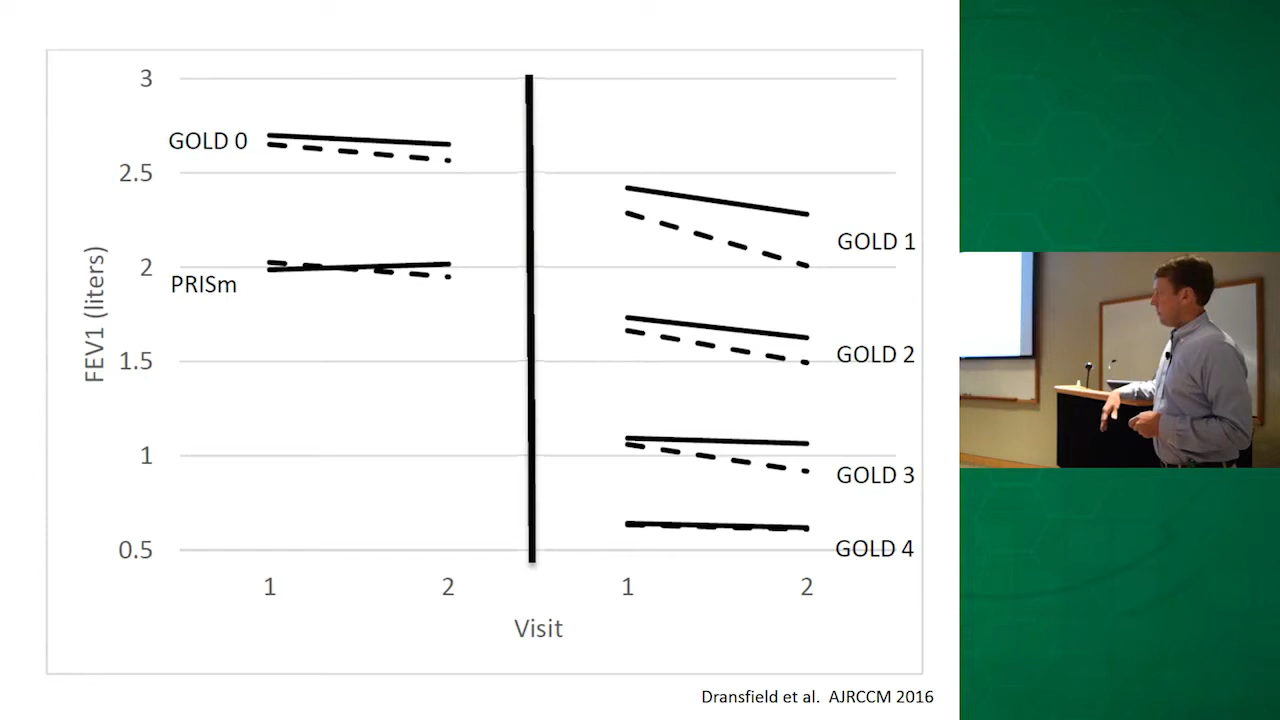 3
GOLD 0
2.5
GOLD 1
2
PRISm
FEV1 (liters)
1.5
GOLD 2
1
GOLD 3
0.5
GOLD 4
1
2
1
2
Visit
Dransfield et al. AJRCCM 2016